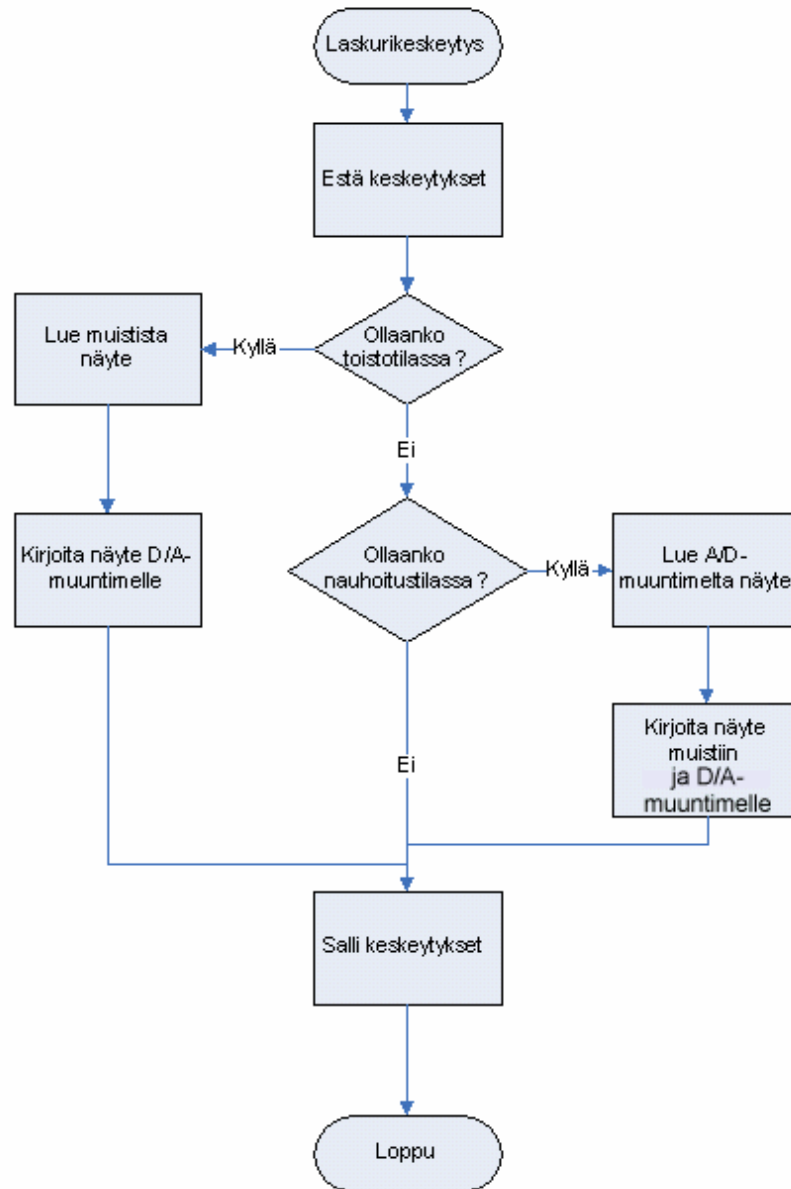 Laskurikeskeytys
Estä keskeytykset
Lue muistista
näyte
Kyllä
Ollaanko
toistotilassa ?
Ei
Kirjoita näyte D/A-
muuntimelle
Ollaanko
nauhoitustilassa ?
Kyllä
Lue A/D-
muuntimelta näyte
Kirjoita näyte
muistiin
ja D/A-
muuntimelle
Ei
Salli keskeytykset
Loppu